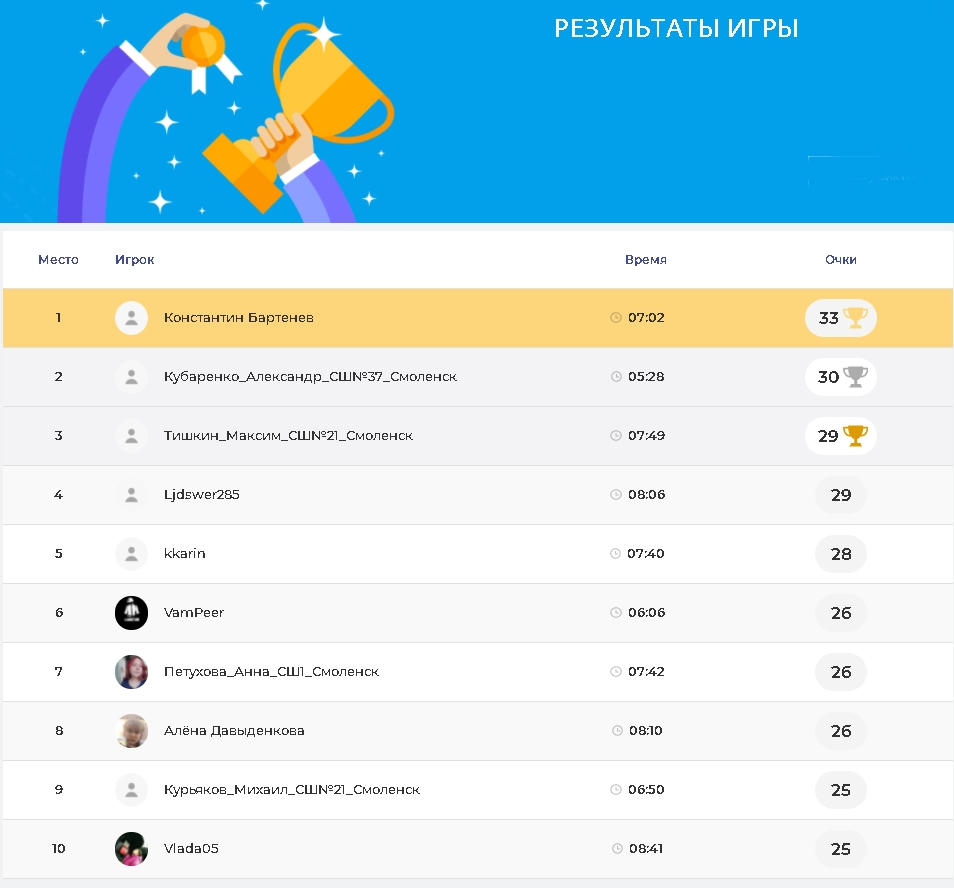 РЕЗУЛЬТАТЫ ИГРЫ
Место Игрок Время Очки
1 Константин Бартенев 07:02 33
2 Кубаренко_Александр_СШ№37_Смоленск 05:28 30
3 Тишкин_Максим_СШ№21_Смоленск 07:49 29
4 Ljdswer285 08:06 29
5 kkarin 07:40 28
6 VamPeer 06:06 26
7 Петухова_Анна_СШ1_Смоленск 07:42 26
8 Алёна Давыденкова 08:10 26
9 Курьяков_Михаил_СШ№21_Смоленск 06:50 25
10 Vlada05 08:41 25